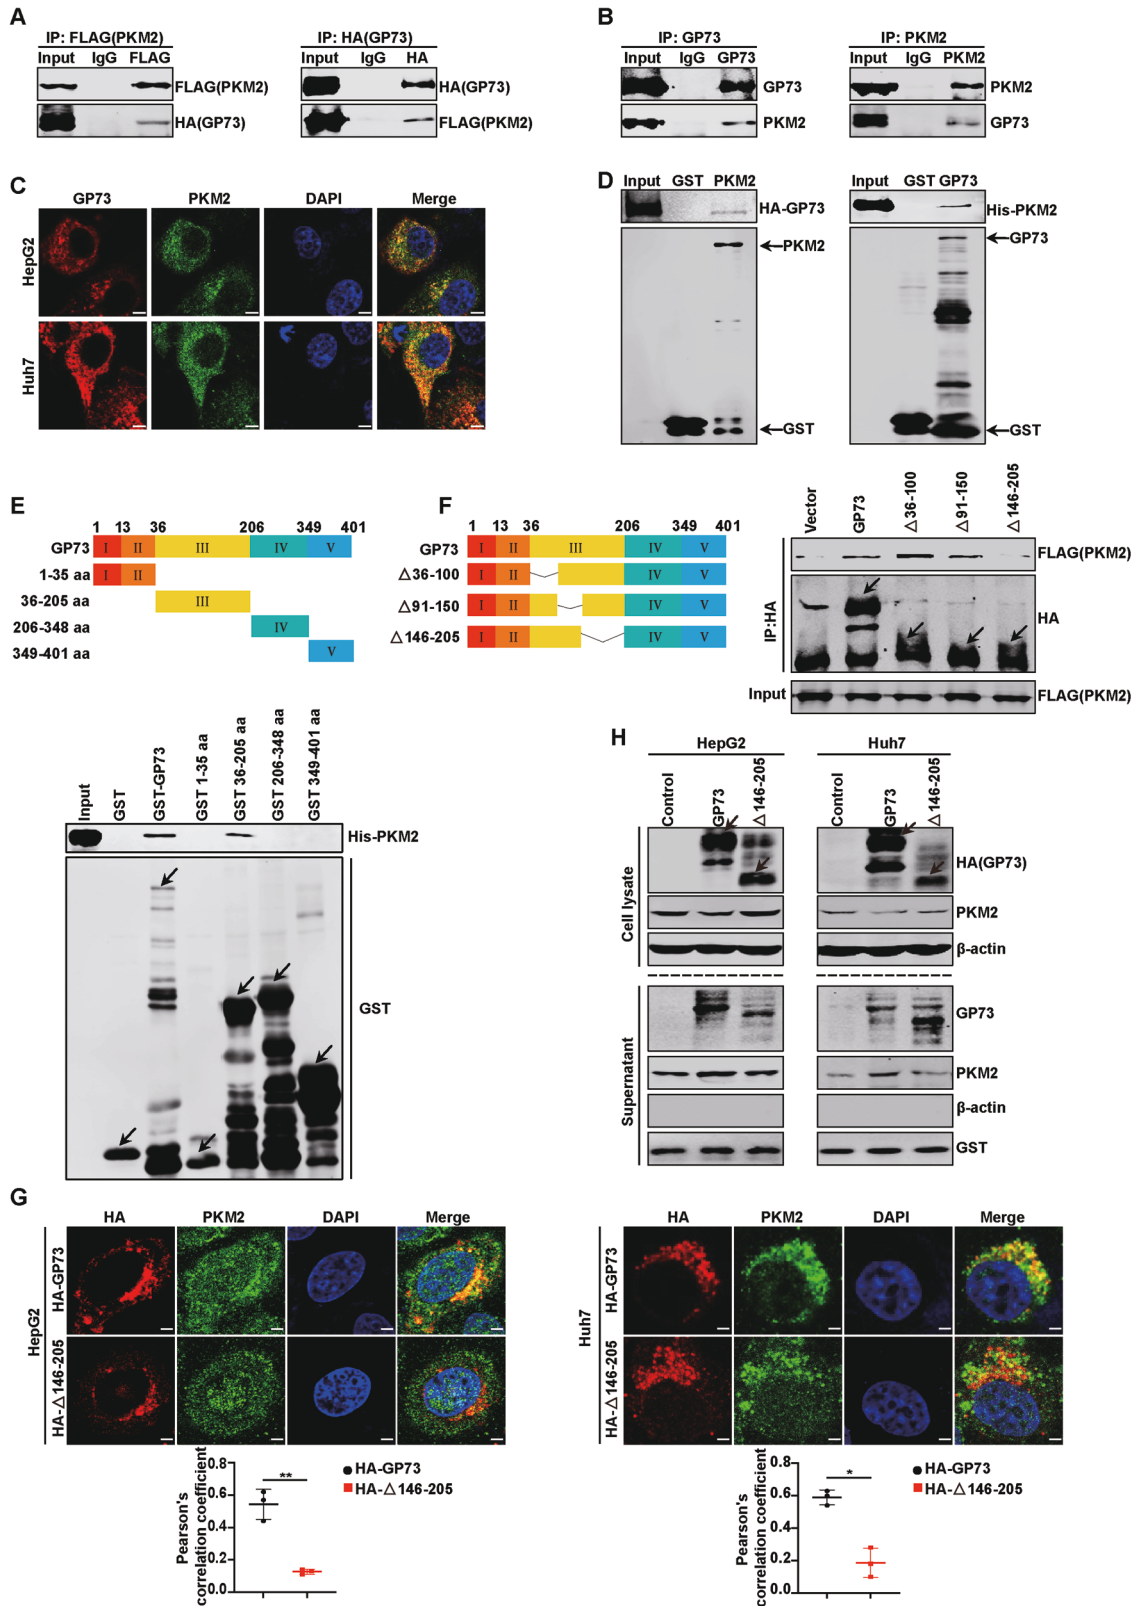 A
IP: FLAG(PKM2)
Input IgG FLAG
FLAG(PKM2)
HA(GP73)
IP: HA(GP73)
Input IgG HA
HA(GP73)
FLAG(PKM2)
B
IP: GP73
Input IgG GP73
GP73
PKM2
IP: PKM2
Input IgG PKM2
PKM2
GP73
C
GP73 PKM2 DAPI Merge
HepG2
Huh7
D
Input GST PKM2
HA-GP73
PKM2
GST
Input GST GP73
His-PKM2
GP73
GST
E
1 13 36 206 349 401
GP73 I II III IV V
1-35 aa I II
36-205 aa III
206-348 aa IV
349-401 aa V
Input
GST
GST-GP73
GST 1-35 aa
GST 36-205 aa
GST 206-348 aa
GST 349-401 aa
His-PKM2
GST
F
1 13 36 206 349 401
GP73 I II III IV V
△36-100 I II IV V
△91-150 I II IV V
△146-205 I II IV V
Vector
GP73
△36-100
△91-150
△146-205
IP:HA
FLAG(PKM2)
HA
Input FLAG(PKM2)
H
HepG2 Huh7
Control
GP73
△146-205
Control
GP73
△146-205
Cell lysate
HA(GP73)
PKM2
β-actin
Supernatant
GP73
PKM2
β-actin
GST
G
HA PKM2 DAPI Merge
HepG2
HA-GP73
HA-△146-205
Pearson's
correlation coefficient
0.8
0.6
0.4
0.2
0.0
**
HA-GP73
HA-△146-205
HA PKM2 DAPI Merge
Huh7
HA-GP73
HA-△146-205
Pearson's
correlation coefficient
0.8
0.6
0.4
0.2
0.0
*
HA-GP73
HA-△146-205